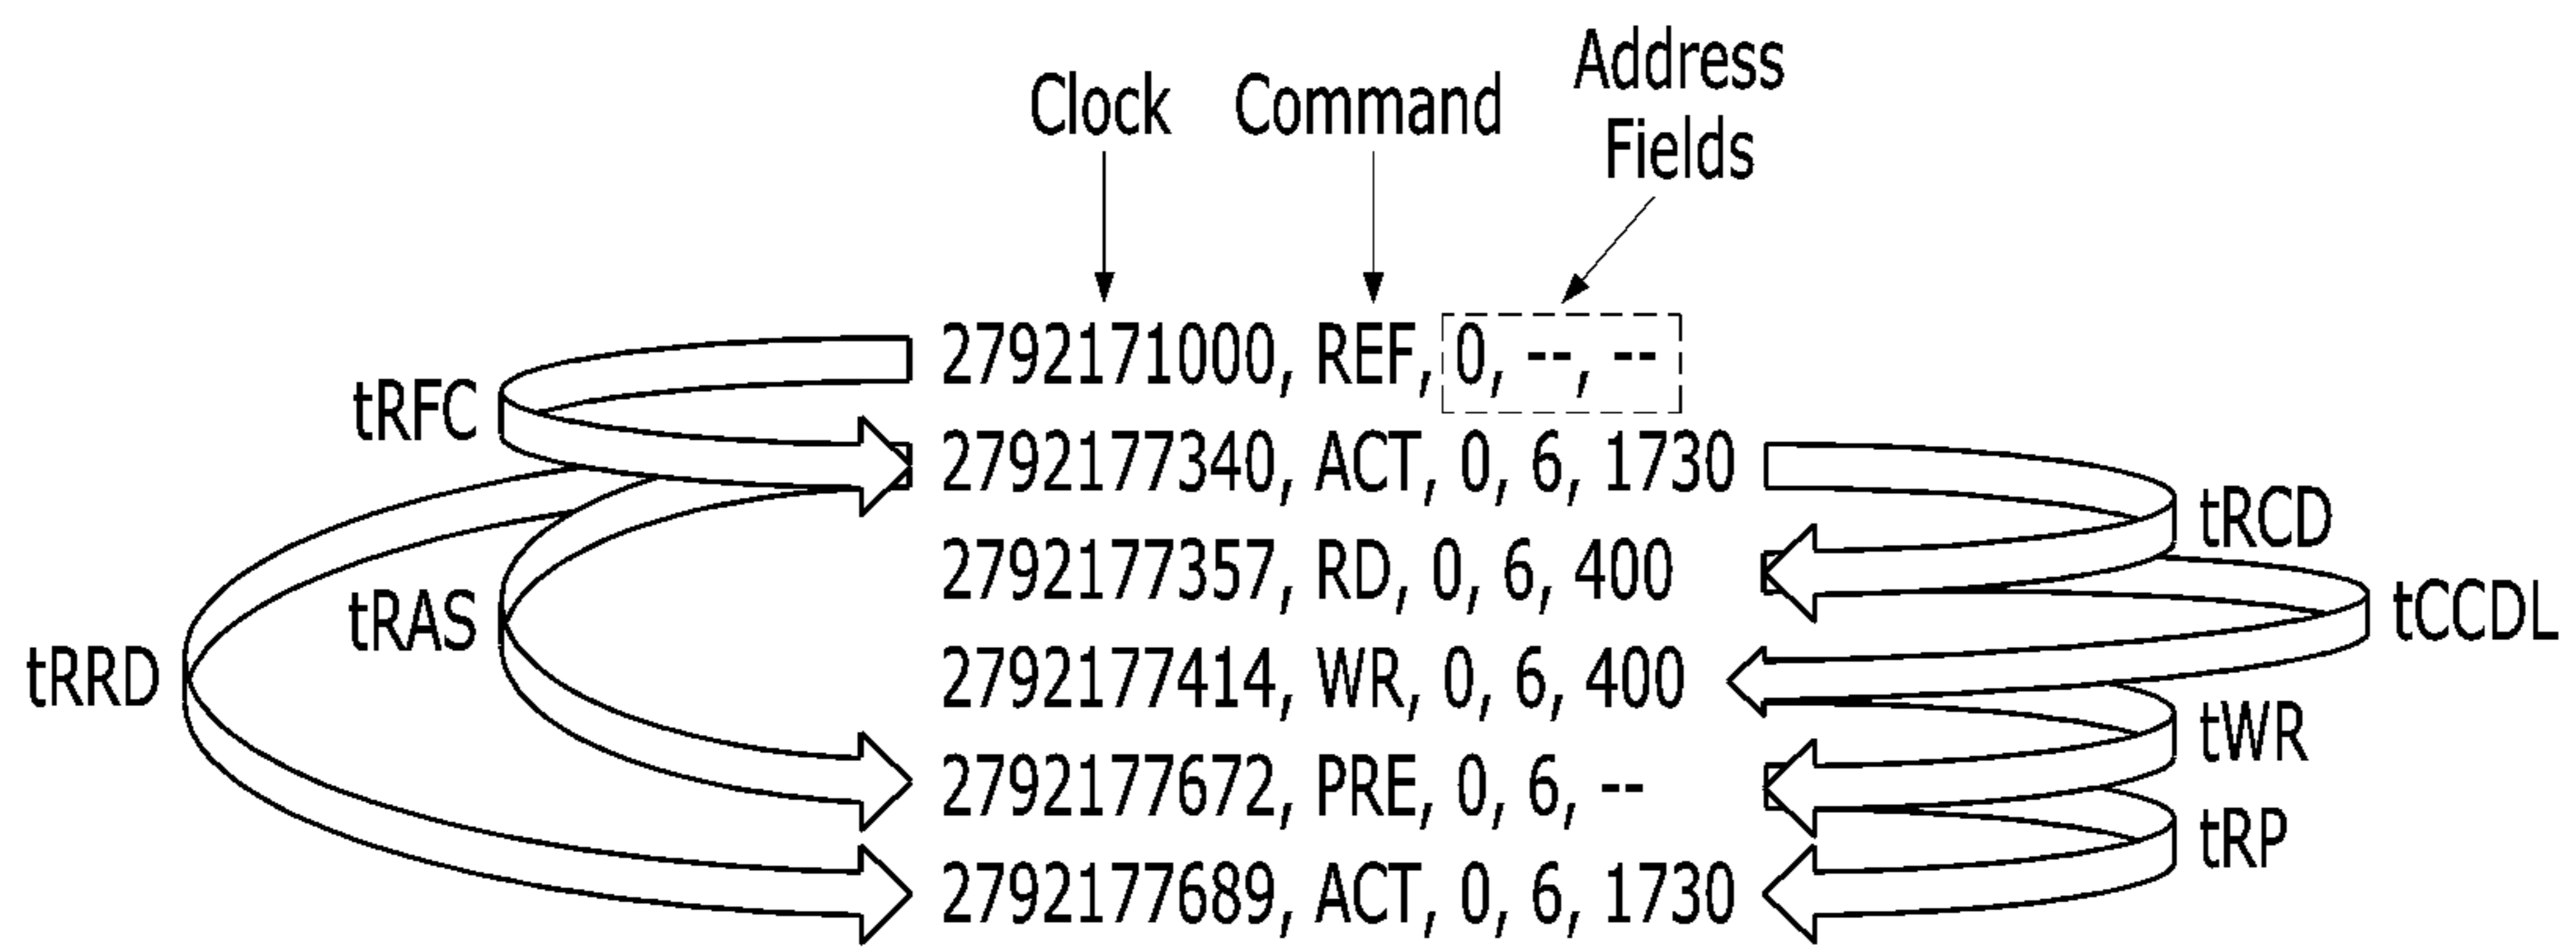 Clock
Command
Address
Fields
2792171000, REF, 0, --, --
tRFC
2792177340, ACT, 0, 6, 1730
tRCD
2792177357, RD, 0, 6, 400
tRAS
tCCDL
2792177414, WR, 0, 6, 400
tRRD
tWR
2792177672, PRE, 0, 6, --
tRP
2792177689, ACT, 0, 6, 1730